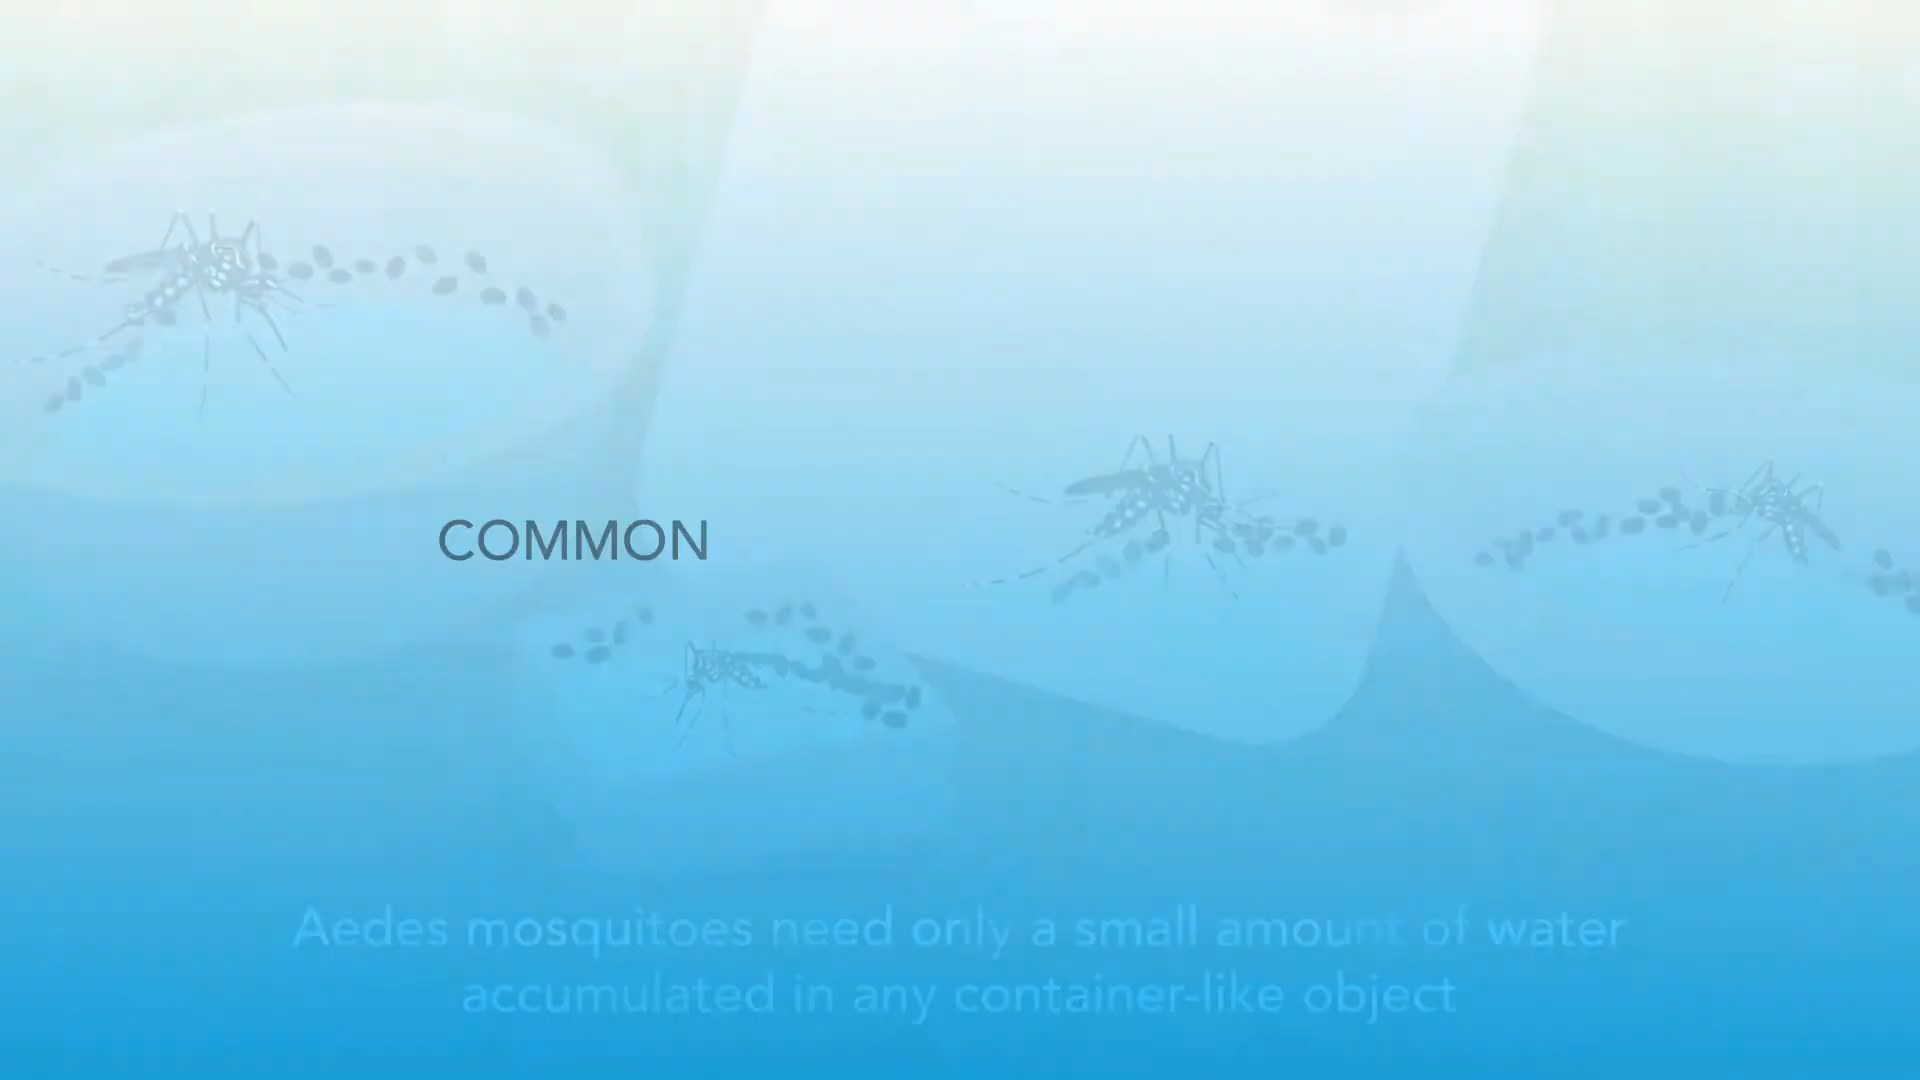 COMMON
Aedes mosquitoes need only a small amount of water
accumulated in any container-like object